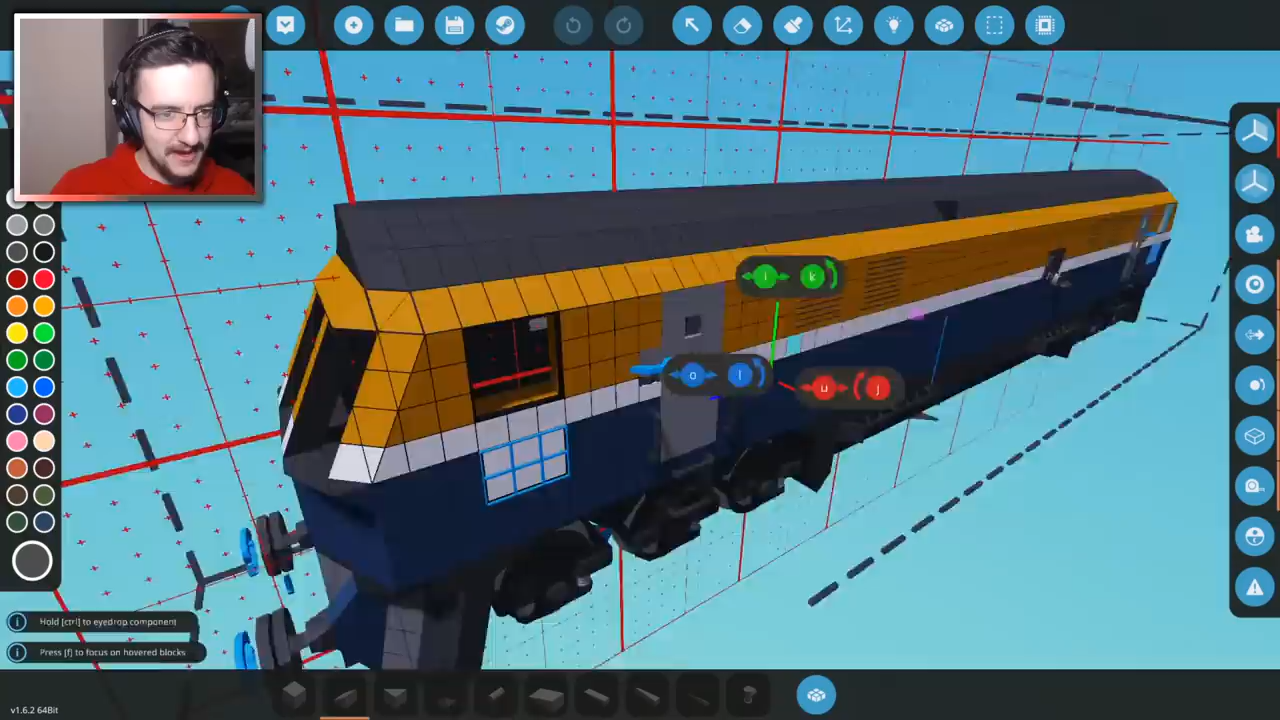 i k
o l
u j
Hold [ctrl] to eyedrop component
Press [f] to focus on hovered blocks
v1.6.2 64Bit